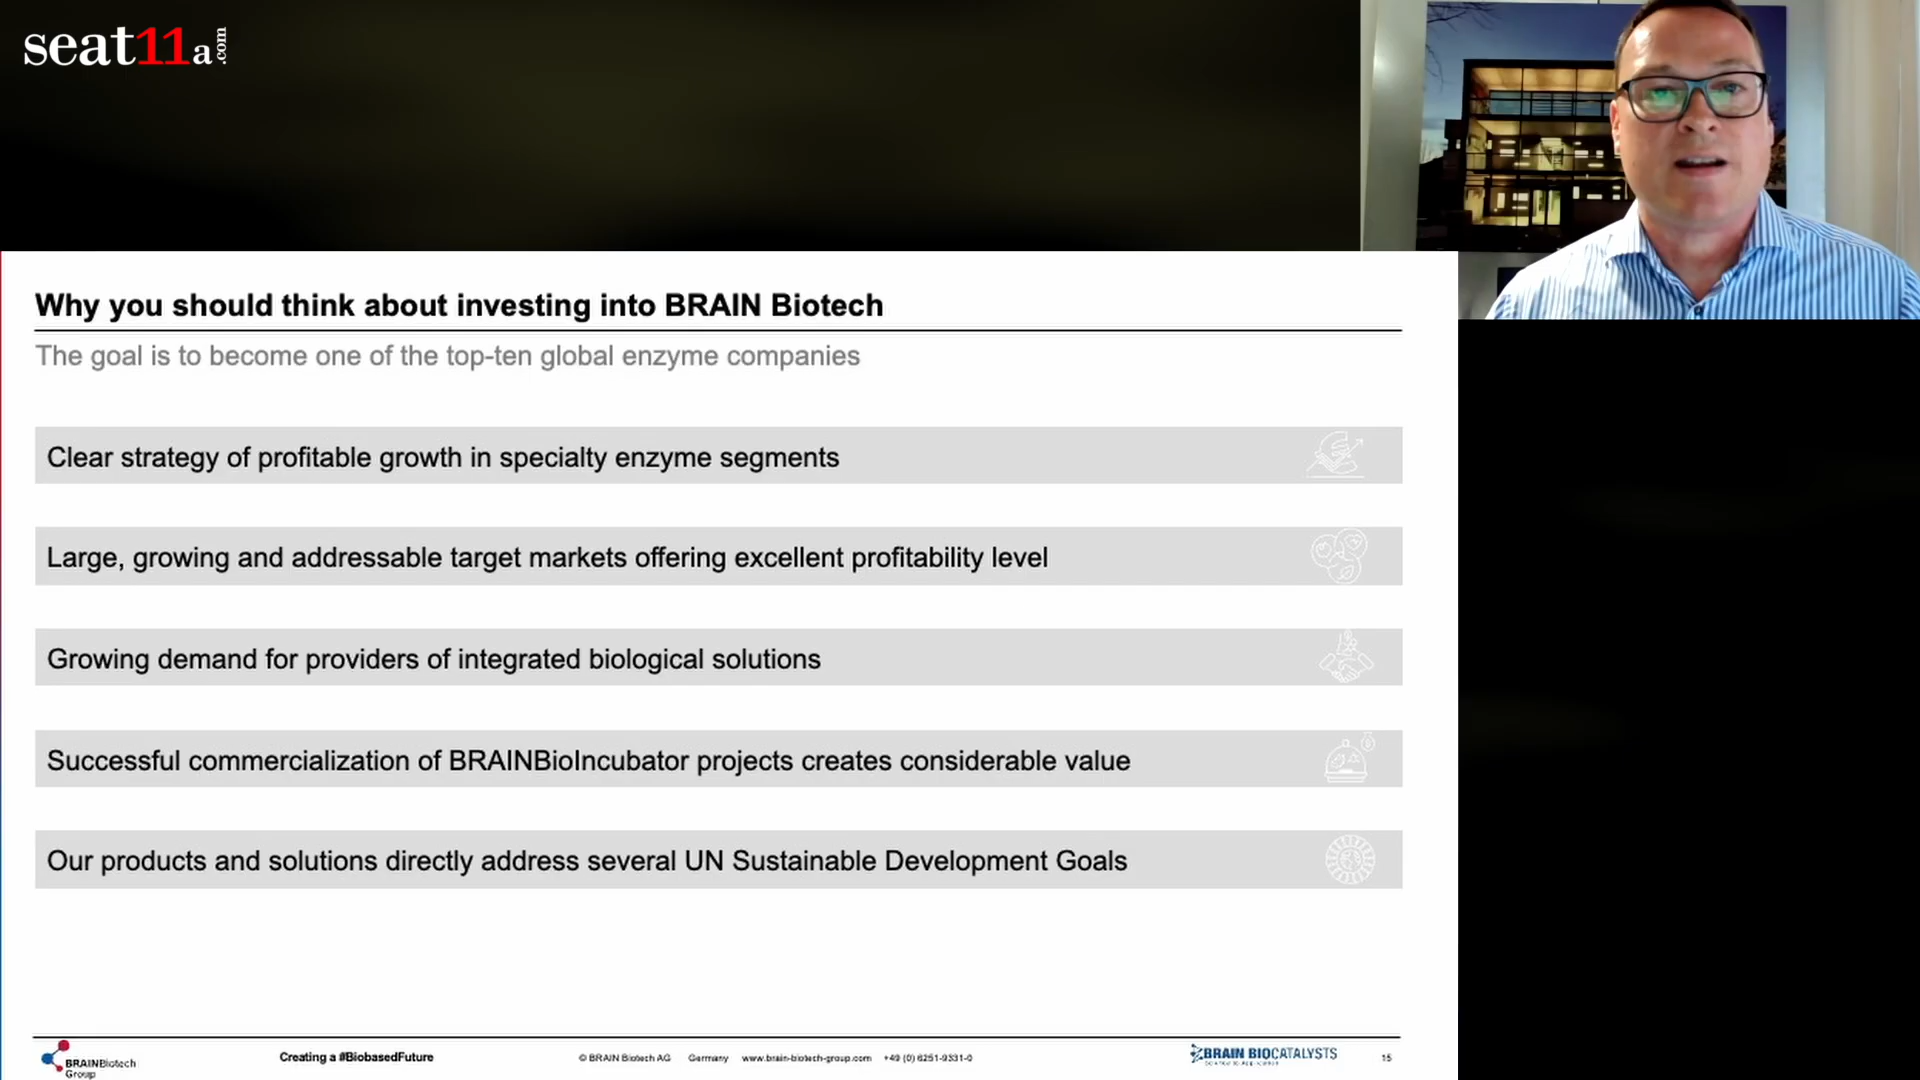 seat11a.com
Why you should think about investing into BRAIN Biotech
The goal is to become one of the top-ten global enzyme companies
Clear strategy of profitable growth in specialty enzyme segments
Large, growing and addressable target markets offering excellent profitability level
Growing demand for providers of integrated biological solutions
Successful commercialization of BRAINBioIncubator projects creates considerable value
Our products and solutions directly address several UN Sustainable Development Goals
BRAINBiotech
Group
Creating a #BiobasedFuture
© BRAIN Biotech AG Germany www.brain-biotech-group.com +49 (0) 6251-9331-0
BRAIN BIOCATALYSTS
15